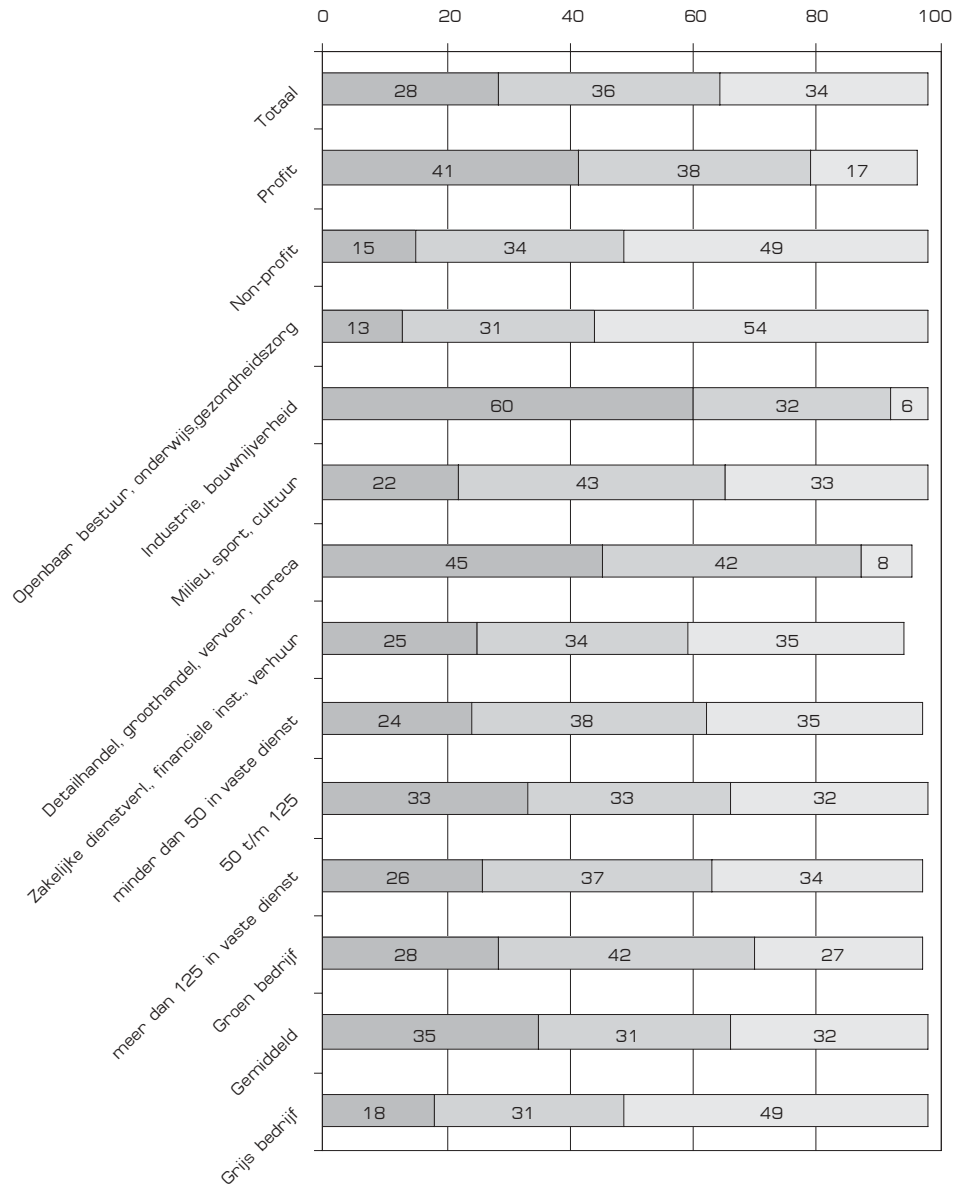 0 20 40 60 80 100
Totaal
28 36 34
Profit
41 38 17
Non-profit
15 34 49
Openbaar bestuur, onderwijs,gezondheidszorg
13 31 54
Industrie, bouwnijverheid
60 32 6
Milieu, sport, cultuur
22 43 33
Detailhandel, groothandel, vervoer, horeca
45 42 8
Zakelijke dienstverl., financiele inst., verhuur
25 34 35
minder dan 50 in vaste dienst
24 38 35
50 t/m 125
33 33 32
meer dan 125 in vaste dienst
26 37 34
Groen bedrijf
28 42 27
Gemiddeld
35 31 32
Grijs bedrijf
18 31 49